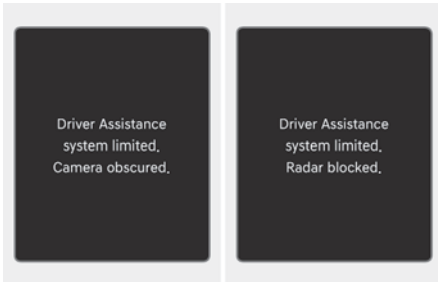 Driver Assistance
system limited.
Camera obscured.
Driver Assistance
system limited.
Radar blocked.